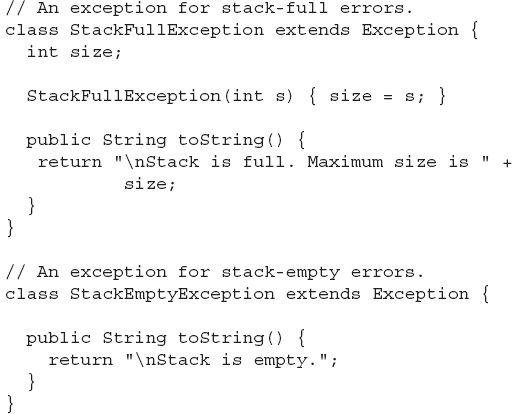 // An exception for stack-full errors.
class StackFullException extends Exception {
  int size;

  StackFullException(int s) { size = s; }

  public String toString() {
   return "\nStack is full. Maximum size is " +
           size;
  }
}

// An exception for stack-empty errors.
class StackEmptyException extends Exception {

  public String toString() {
    return "\nStack is empty.";
  }
}